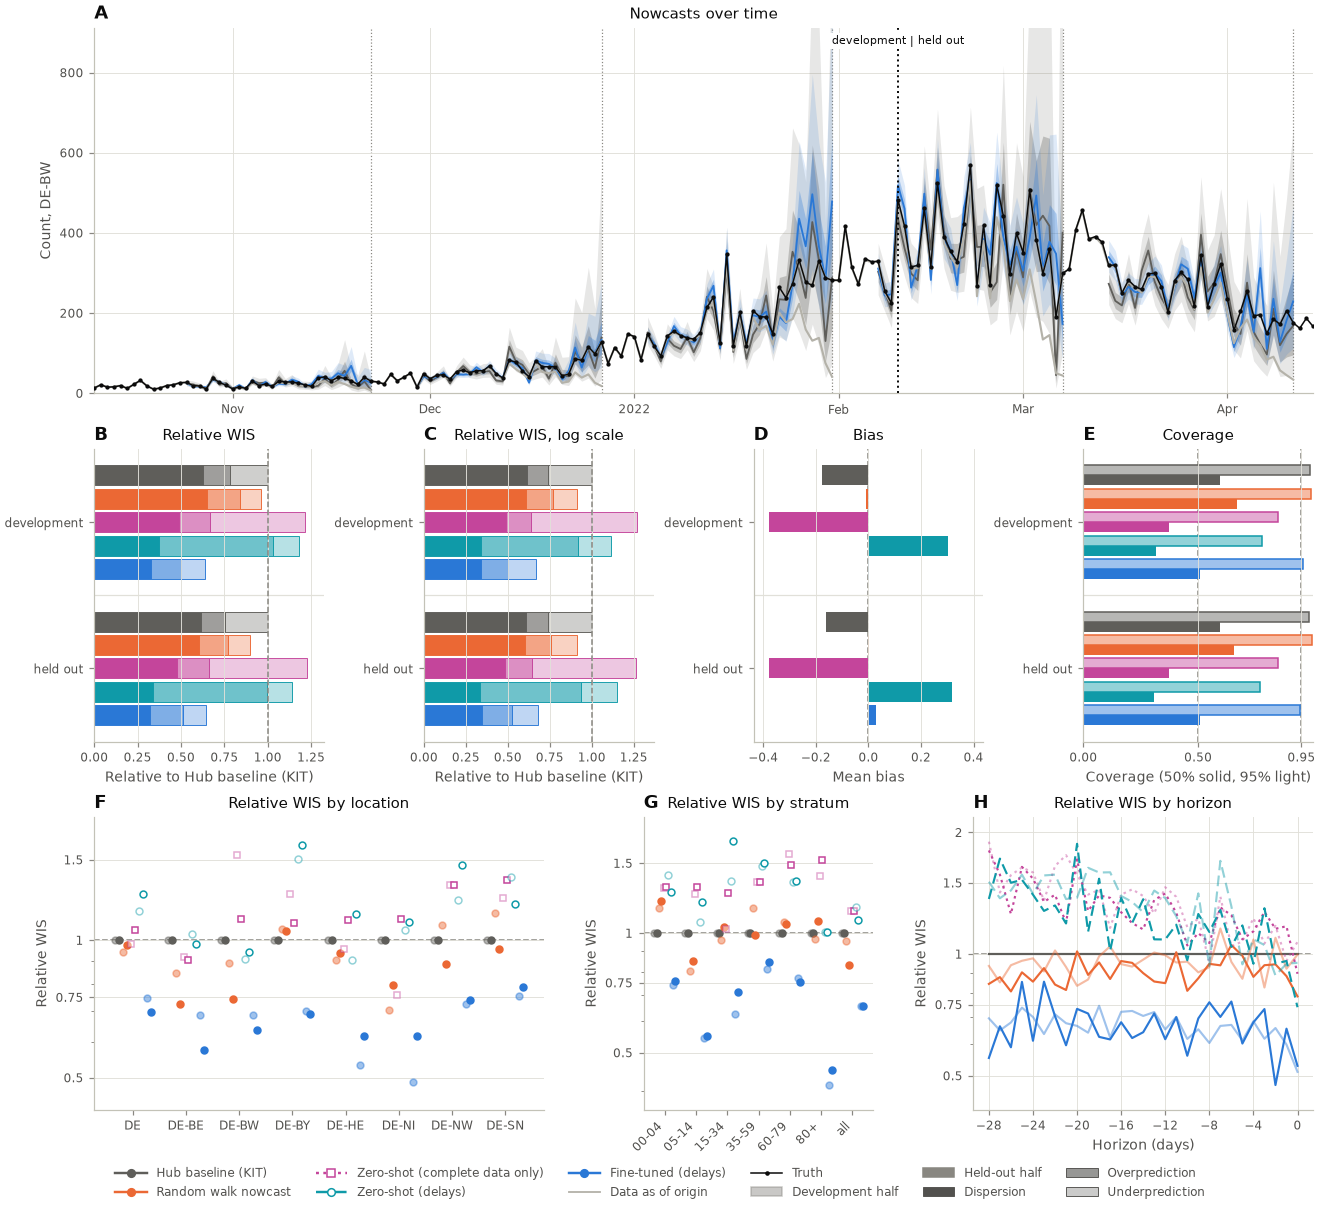 A
Nowcasts over time
development | held out
Count, DE-BW
800
600
400
200
0
Nov
Dec
2022
Feb
Mar
Apr
B
Relative WIS
development
held out
0.00 0.25 0.50 0.75 1.00 1.25
Relative to Hub baseline (KIT)
C
Relative WIS, log scale
development
held out
0.00 0.25 0.50 0.75 1.00 1.25
Relative to Hub baseline (KIT)
D
Bias
development
held out
−0.4 −0.2 0.0 0.2 0.4
Mean bias
E
Coverage
development
held out
0.00 0.50 0.95
Coverage (50% solid, 95% light)
F
Relative WIS by location
Relative WIS
1.5
1
0.75
0.5
DE DE-BE DE-BW DE-BY DE-HE DE-NI DE-NW DE-SN
G
Relative WIS by stratum
Relative WIS
1.5
1
0.75
0.5
00-04 05-14 15-34 35-59 60-79 80+ all
H
Relative WIS by horizon
Relative WIS
2
1.5
1
0.75
0.5
−28 −24 −20 −16 −12 −8 −4 0
Horizon (days)
Hub baseline (KIT)
Random walk nowcast
Zero-shot (complete data only)
Zero-shot (delays)
Fine-tuned (delays)
Data as of origin
Truth
Development half
Held-out half
Dispersion
Overprediction
Underprediction